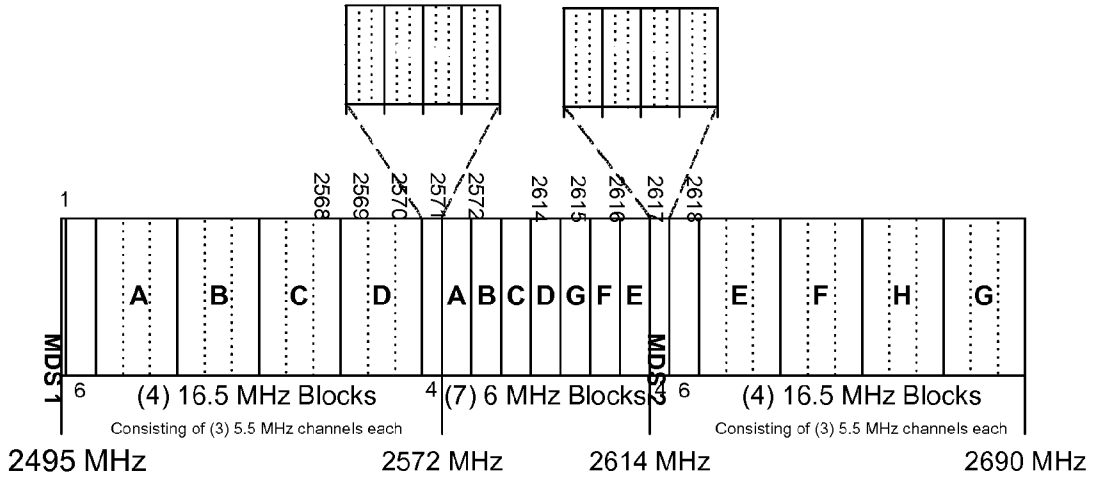 2568
2569
2570
2571
2572
2614
2615
2616
2617
2618
1
A
B
C
D
A
B
C
D
G
F
E
E
F
H
G
MDS 1
MDS 2
6
(4) 16.5 MHz Blocks
4
(7) 6 MHz Blocks
4
6
(4) 16.5 MHz Blocks
Consisting of (3) 5.5 MHz channels each
Consisting of (3) 5.5 MHz channels each
2495 MHz
2572 MHz
2614 MHz
2690 MHz